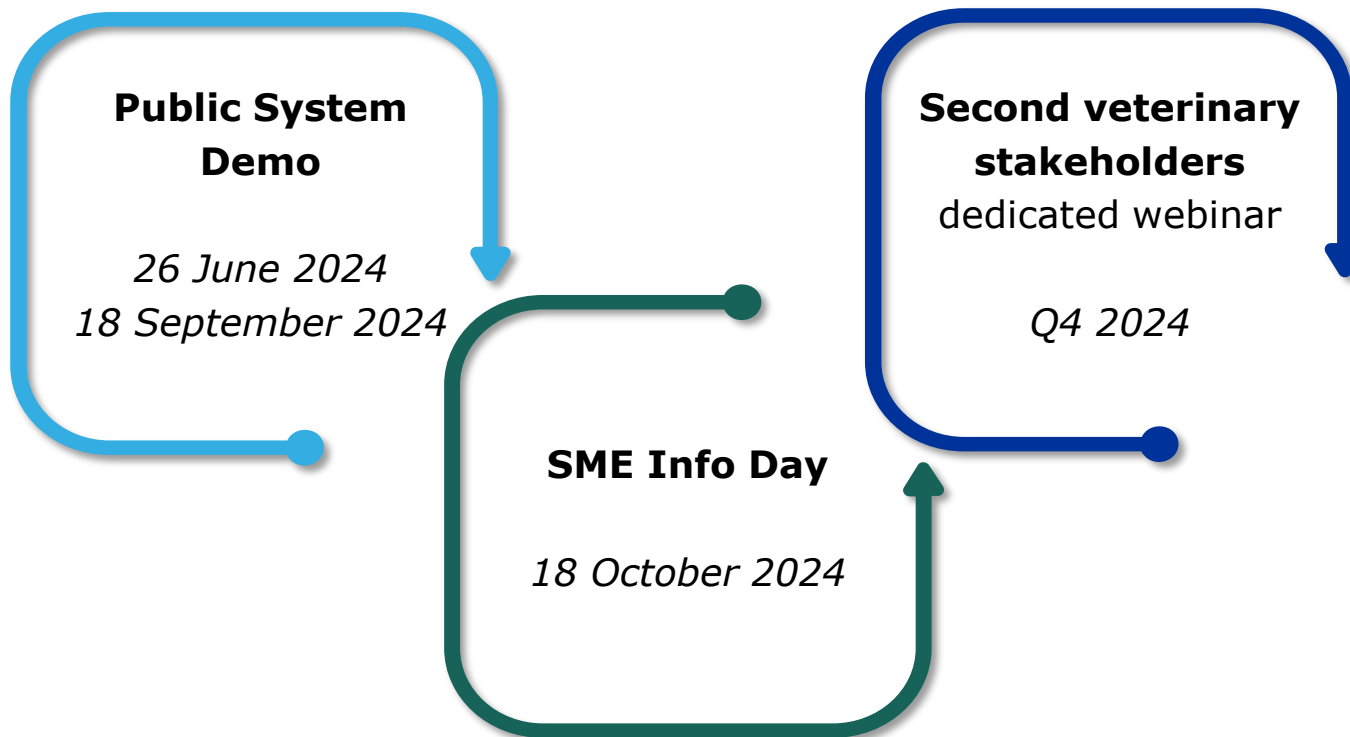 Public System
Demo
26 June 2024
18 September 2024
SME Info Day
18 October 2024
Second veterinary
stakeholders
dedicated webinar
Q4 2024